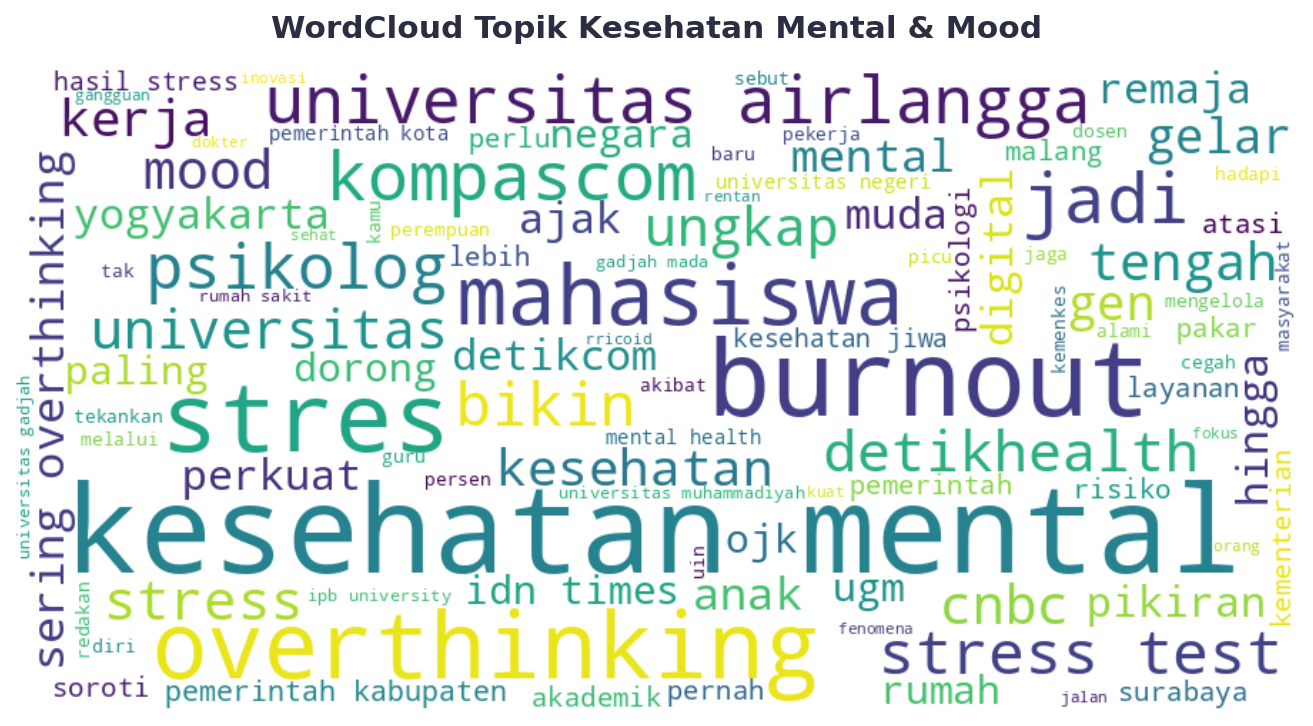 WordCloud Topik Kesehatan Mental & Mood
hasil stress
inovasi
gangguan
kerja
universitas airlangga
sebut
remaja
dokter
pemerintah kota
perlu
negara
pekerja
dosen
gelar
mood
kompascom
baru
mental
malang
hadapi
universitas negeri
rentan
yogyakarta
sehat
kamu
perempuan
ajak
ungkap
muda
psikologi
digital
jadi
atasi
tak
psikolog
lebih
gadjah mada
picu
jaga
tengah
masyarakat
rumah sakit
mahasiswa
kemenkes
gen
mengelola
universitas
rricoid
kesehatan jiwa
alami
pakar
sering overthinking
paling
dorong
detikcom
akibat
burnout
cegah
layanan
hingga
universitas gadjah
tekankan
melalui
stres
bikin
mental health
detikhealth
fokus
guru
perkuat
persen
kesehatan
universitas muhammadiyah
kuat
pemerintah
risiko
kementerian
kesehatan mental
ojk
uin
orang
redakan
stress
ipb university
idn times
anak
ugm
cnbc
pikiran
diri
overthinking
fenomena
stress test
soroti
pemerintah kabupaten
akademik
pernah
rumah
jalan
surabaya